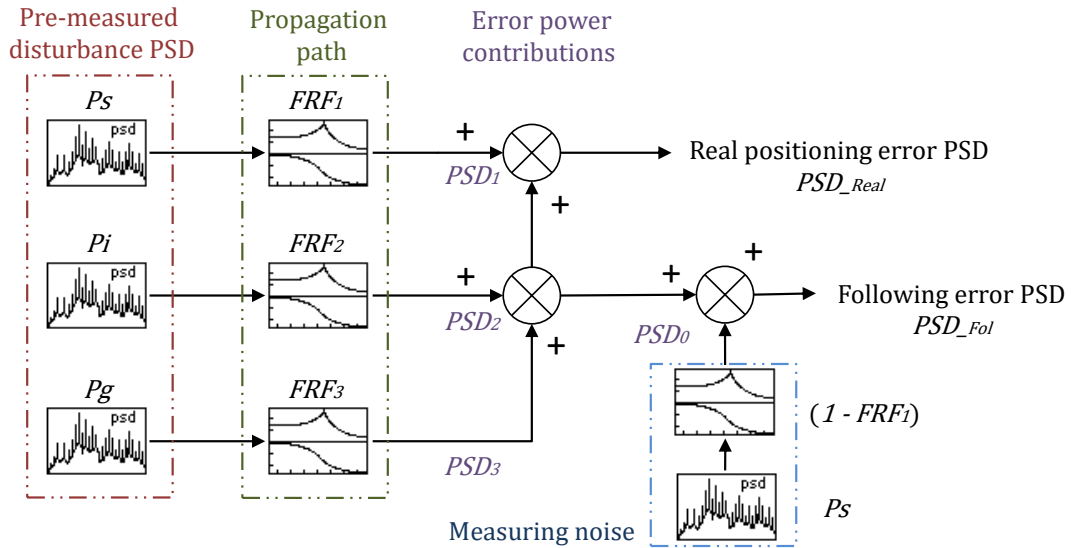 Pre-measured
disturbance PSD
Propagation
path
Error power
contributions
Ps
psd
FRF1
+
PSD1
Real positioning error PSD
PSD_Real
+
Pi
psd
FRF2
+
PSD2
+
+
+
Following error PSD
PSD_Fol
PSD0
Pg
psd
FRF3
PSD3
(1 - FRF1)
psd
Ps
Measuring noise